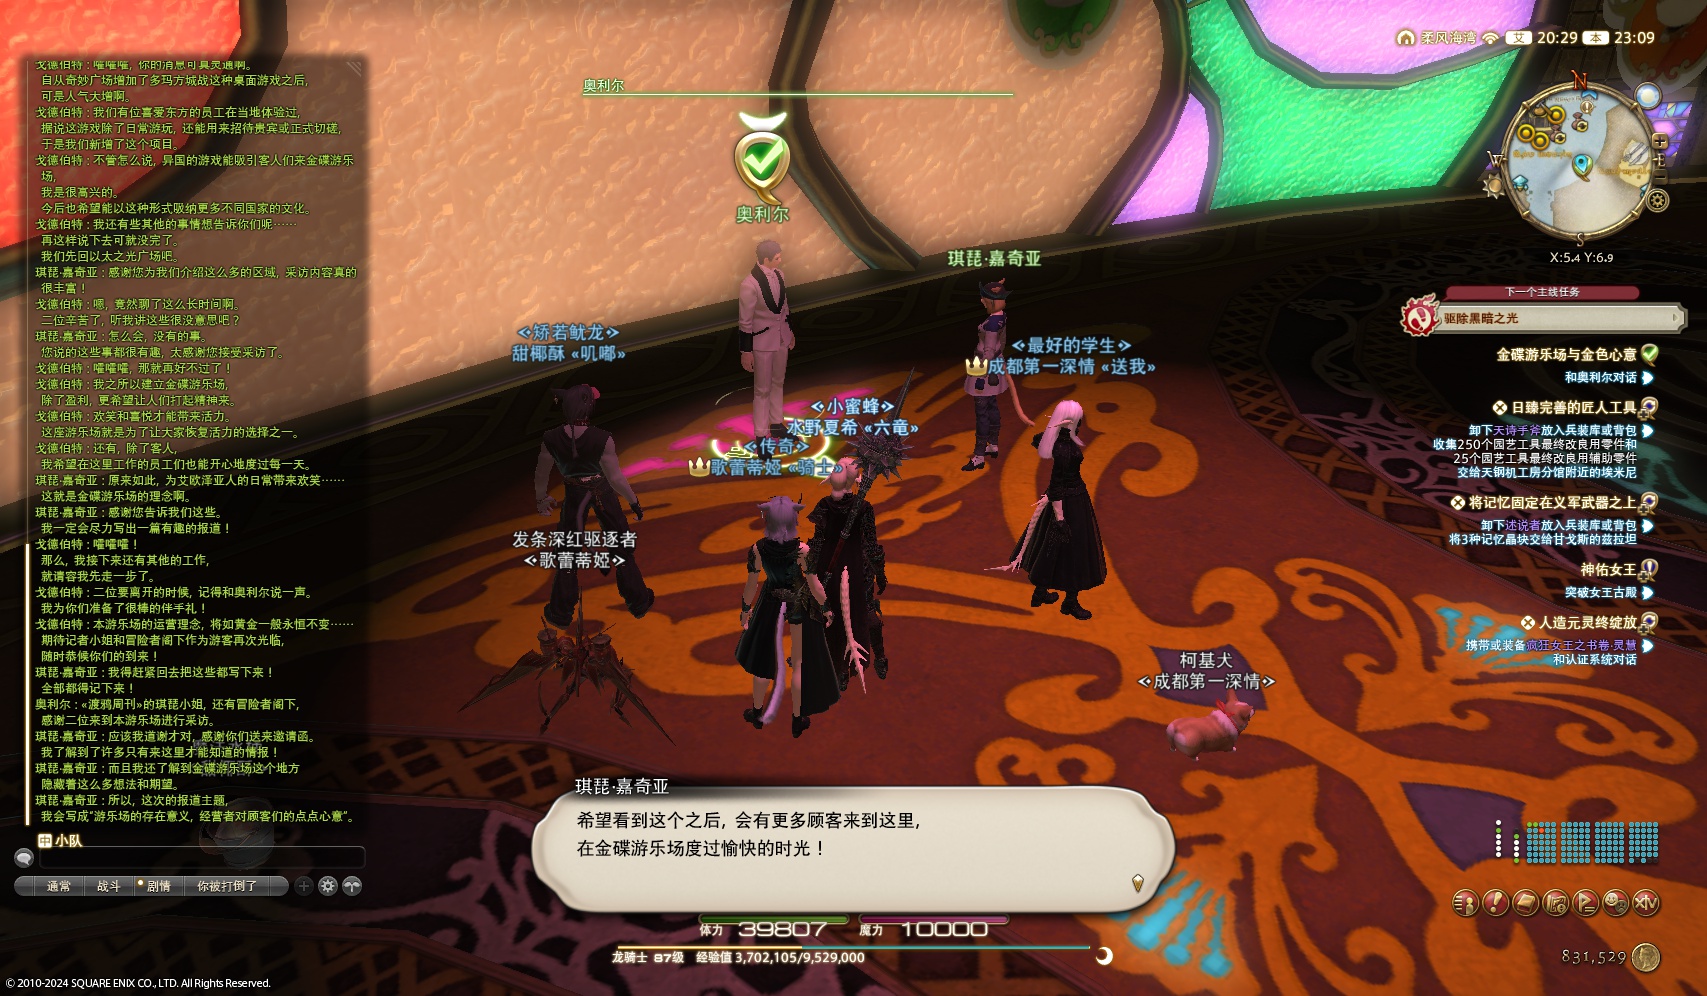 戈德伯特：嚯嚯嚯，你的消息可真灵通啊。
自从奇妙广场增加了多玛方城战这种桌面游戏之后，
可是人气大增啊。
戈德伯特：我们有位喜爱东方的员工在当地体验过，
据说这游戏除了日常游玩，还能用来招待贵宾或正式切磋，
于是我们新增了这个项目。
戈德伯特：不管怎么说，异国的游戏能吸引客人们来金碟游乐
场，
我是很高兴的。
今后也希望能以这种形式吸纳更多不同国家的文化。
戈德伯特：我还有些其他的事情想告诉你们呢……
再这样说下去可就没完了。
我们先回以太之光广场吧。
琪琵·嘉奇亚：感谢您为我们介绍这么多的区域，采访内容真的
很丰富！
戈德伯特：嗯，竟然聊了这么长时间啊。
二位辛苦了，听我讲这些很没意思吧？
琪琵·嘉奇亚：怎么会，没有的事。
您说的这些事都很有趣，太感谢您接受采访了。
戈德伯特：嚯嚯嚯，那就再好不过了！
戈德伯特：我之所以建立金碟游乐场，
除了盈利，更希望让人们打起精神来。
戈德伯特：欢笑和喜悦才能带来活力。
这座游乐场就是为了让大家恢复活力的选择之一。
戈德伯特：还有，除了客人，
我希望在这里工作的员工们也能开心地度过每一天。
琪琵·嘉奇亚：原来如此，为艾欧泽亚人的日常带来欢笑……
这就是金碟游乐场的理念啊。
琪琵·嘉奇亚：感谢您告诉我们这些。
我一定会尽力写出一篇有趣的报道！
戈德伯特：嚯嚯嚯！
那么，我接下来还有其他的工作，
就请容我先走一步了。
戈德伯特：二位要离开的时候，记得和奥利尔说一声。
我为你们准备了很棒的伴手礼！
戈德伯特：本游乐场的运营理念，将如黄金一般永恒不变……
期待记者小姐和冒险者阁下作为游客再次光临，
随时恭候你们的到来！
琪琵·嘉奇亚：我得赶紧回去把这些都写下来！
全部都得记下来！
奥利尔：«渡鸦周刊»的琪琵小姐，还有冒险者阁下，
感谢二位来到本游乐场进行采访。
琪琵·嘉奇亚：应该我道谢才对，感谢你们送来邀请函。
我了解到了许多只有来这里才能知道的情报！
琪琵·嘉奇亚：而且我还了解到金碟游乐场这个地方
隐藏着这么多想法和期望。
琪琵·嘉奇亚：所以，这次的报道主题，
我会写成“游乐场的存在意义，经营者对顾客们的点点心意”。
小队
通常 战斗 剧情 你被打倒了
© 2010-2024 SQUARE ENIX CO., LTD. All Rights Reserved.
奥利尔
奥利尔
琪琵·嘉奇亚
«矫若鱿龙»
甜椰酥 «叽嘟»
«最好的学生»
成都第一深情 «送我»
«小蜜蜂»
水野夏希 «六竜»
«传奇»
歌蕾蒂娅 «骑士»
发条深红驱逐者
«歌蕾蒂娅»
柯基犬
«成都第一深情»
琪琵·嘉奇亚
希望看到这个之后，会有更多顾客来到这里，
在金碟游乐场度过愉快的时光！
体力 39807 魔力 10000
龙骑士 87级 经验值 3,702,105/9,529,000
柔风海湾 艾 20:29 本 23:09
N
W
E
S
X:5.4 Y:6.9
下一个主线任务
驱除黑暗之光
金碟游乐场与金色心意
和奥利尔对话
日臻完善的匠人工具
卸下天诗手斧放入兵装库或背包
收集250个园艺工具最终改良用零件和
25个园艺工具最终改良用辅助零件
交给天钢机工房分馆附近的埃米尼
将记忆固定在义军武器之上
卸下述说者放入兵装库或背包
将3种记忆晶块交给甘戈斯的兹拉坦
神佑女王
突破女王古殿
人造元灵终绽放
携带或装备疯狂女王之书卷·灵慧
和认证系统对话
XIV
831,529